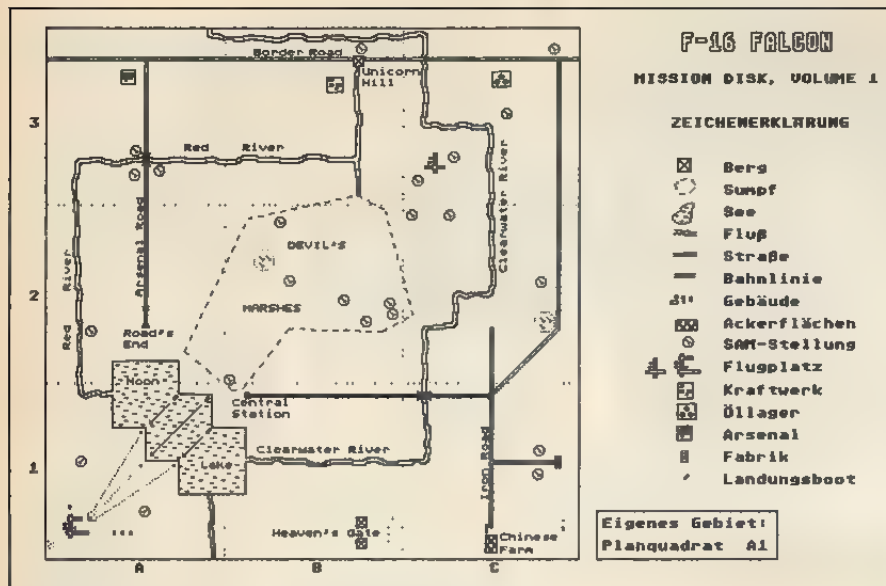 F-16 FALCON
MISSION DISK, VOLUME 1
ZEICHENERKLÄRUNG
Berg
Sumpf
See
Fluß
Straße
Bahnlinie
Gebäude
Ackerflächen
SAM-Stellung
Flugplatz
Kraftwerk
Öllager
Arsenal
Fabrik
Landungsboot
Eigenes Gebiet:
Planquadrat A1
Border Road
Unicorn
Hill
3
Red River
Arsenal Road
Clearwater River
DEVIL'S
MARSHES
2
Red River
Road's
End
Moon
Lake
Central
Station
Clearwater River
Iron Road
1
Heaven's Gate
Chinese
Farm
A
B
C